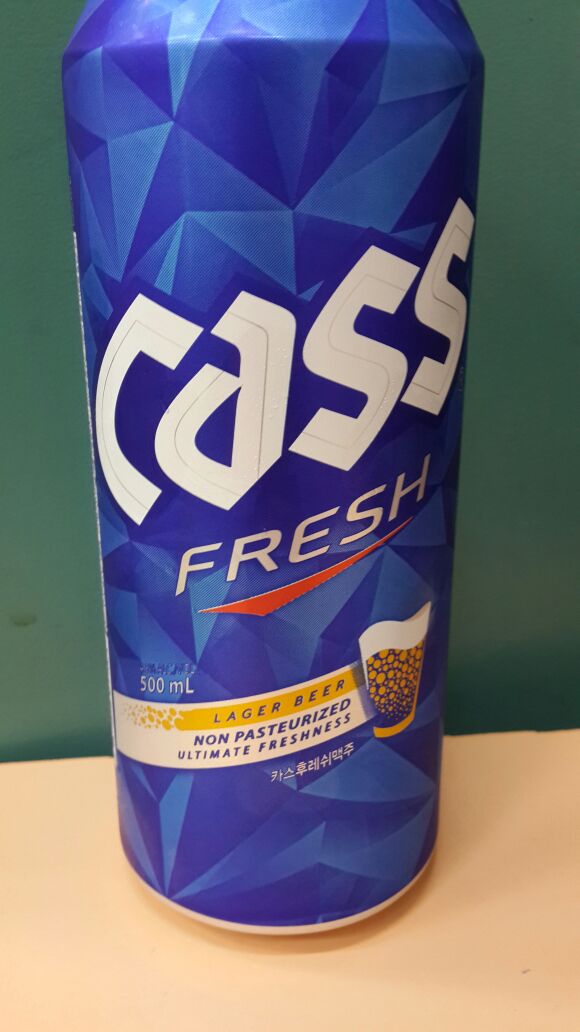 cass
FRESH
500 mL
LAGER BEER
NON PASTEURIZED
ULTIMATE FRESHNESS
카스후레쉬맥주